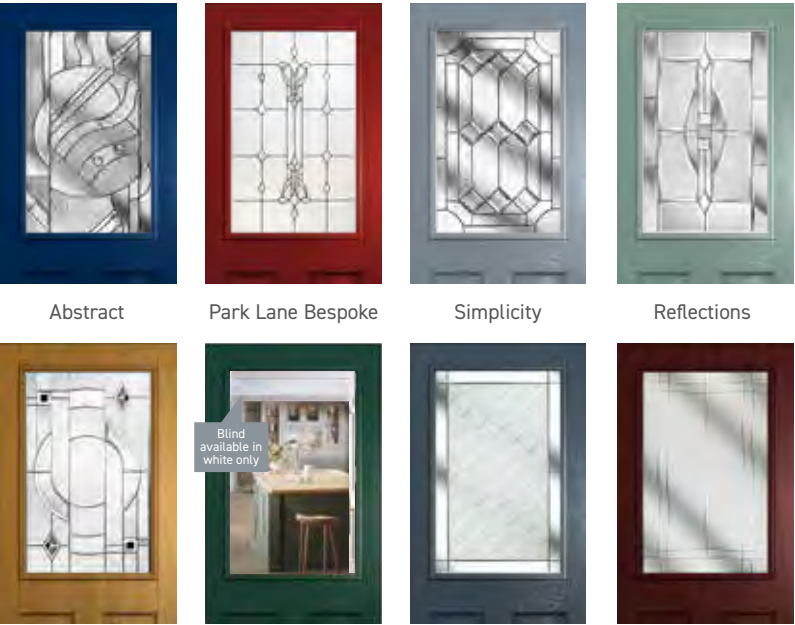 Abstract
Park Lane Bespoke
Simplicity
Reflections
Blind
available in
white only